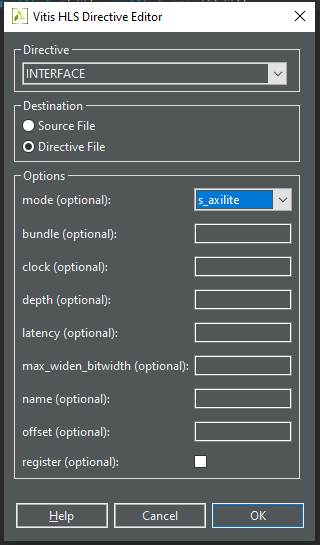 Vitis HLS Directive Editor
Directive
INTERFACE
Destination
Source File
Directive File
Options
mode (optional):
s_axilite
bundle (optional):
clock (optional):
depth (optional):
latency (optional):
max_widen_bitwidth (optional):
name (optional):
offset (optional):
register (optional):
Help
Cancel
OK